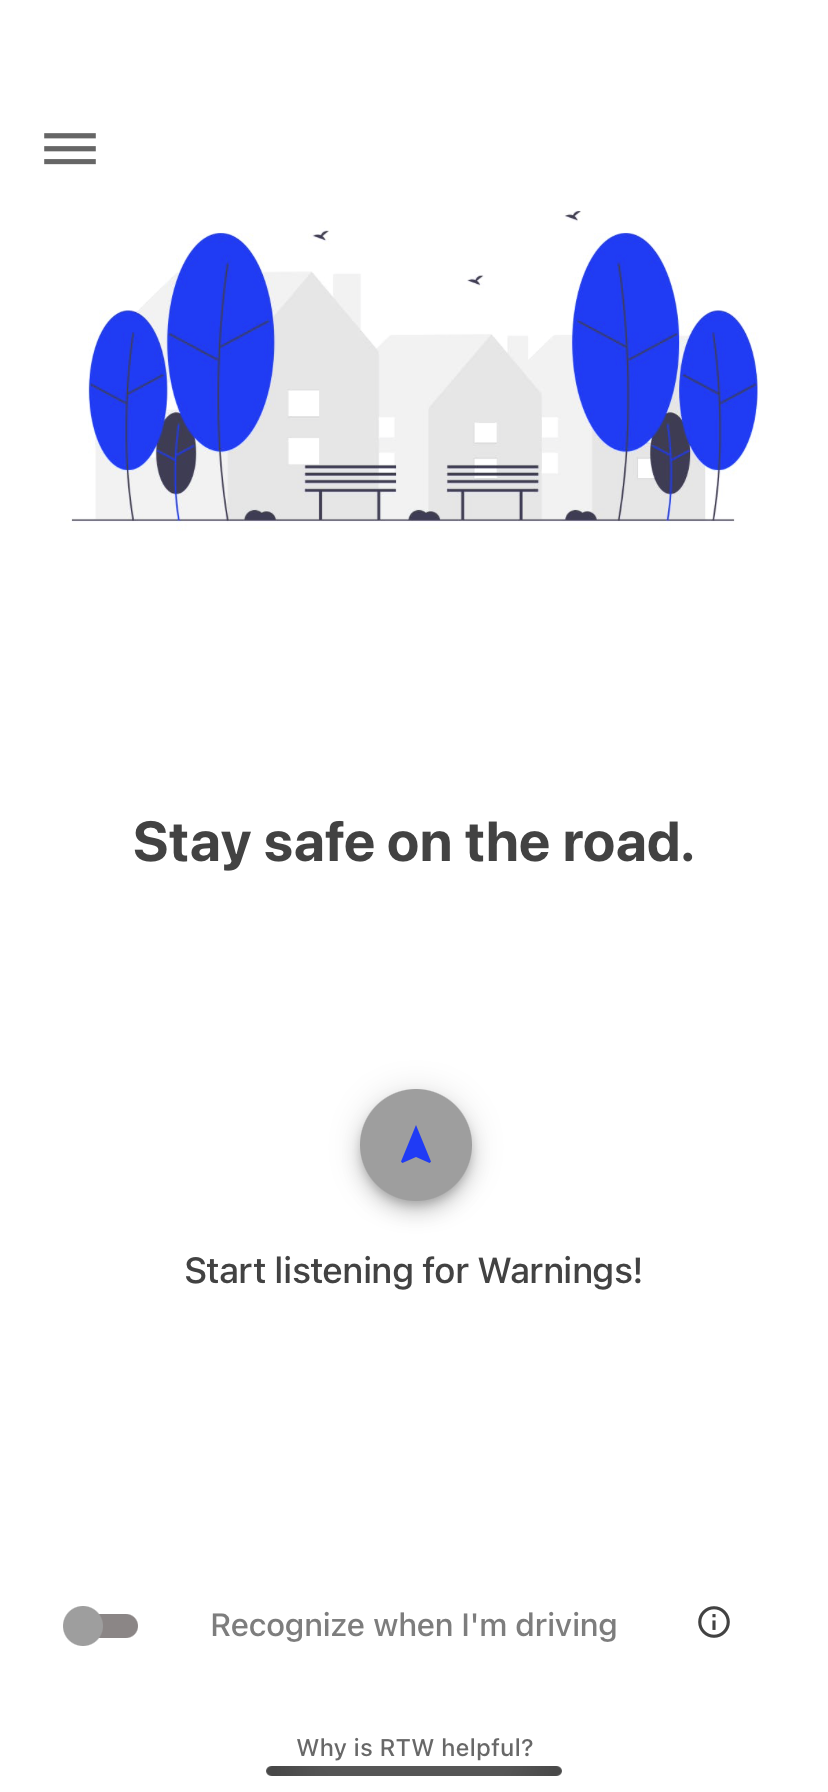 Stay safe on the road.
Start listening for Warnings!
Recognize when I'm driving
Why is RTW helpful?